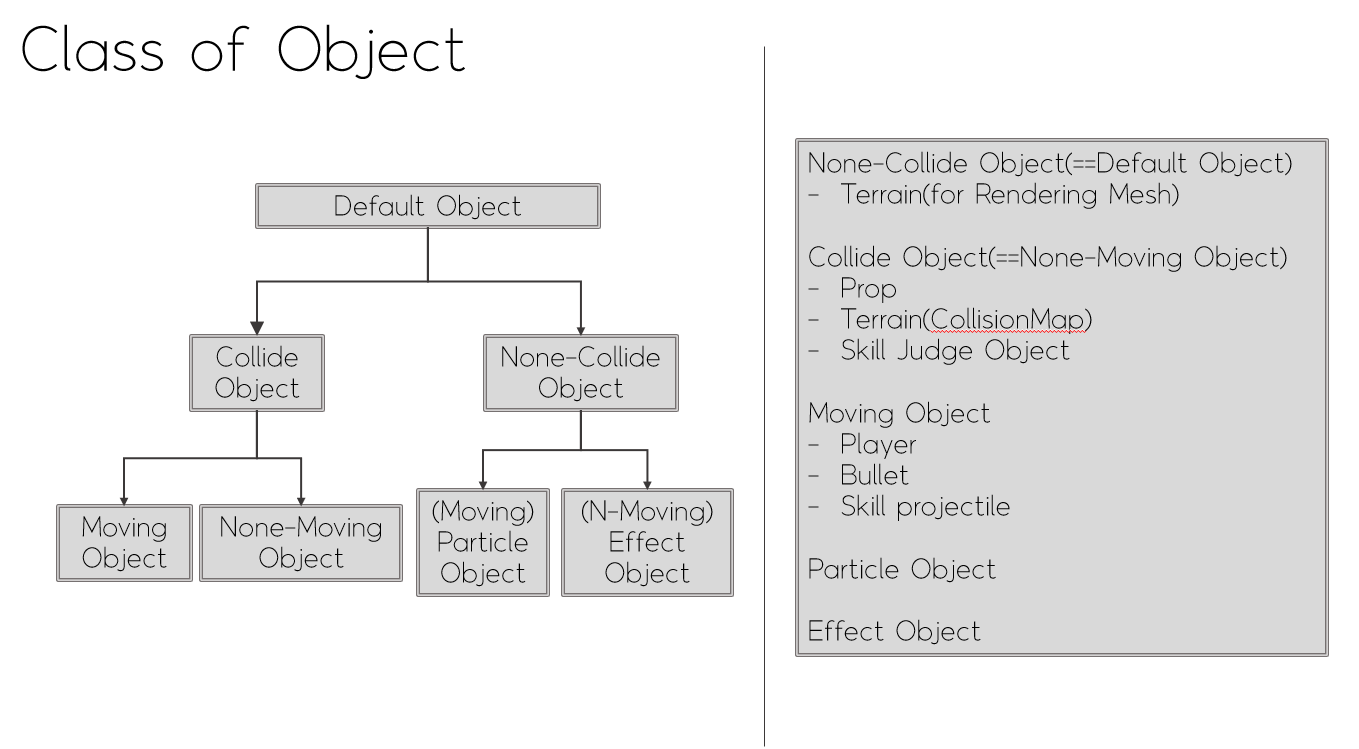 Class of Object
Default Object
Collide
Object
None-Collide
Object
Moving
Object
None-Moving
Object
(Moving)
Particle
Object
(N-Moving)
Effect
Object
None-Collide Object(==Default Object)
- Terrain(for Rendering Mesh)
Collide Object(==None-Moving Object)
- Prop
- Terrain(CollisionMap)
- Skill Judge Object
Moving Object
- Player
- Bullet
- Skill projectile
Particle Object
Effect Object